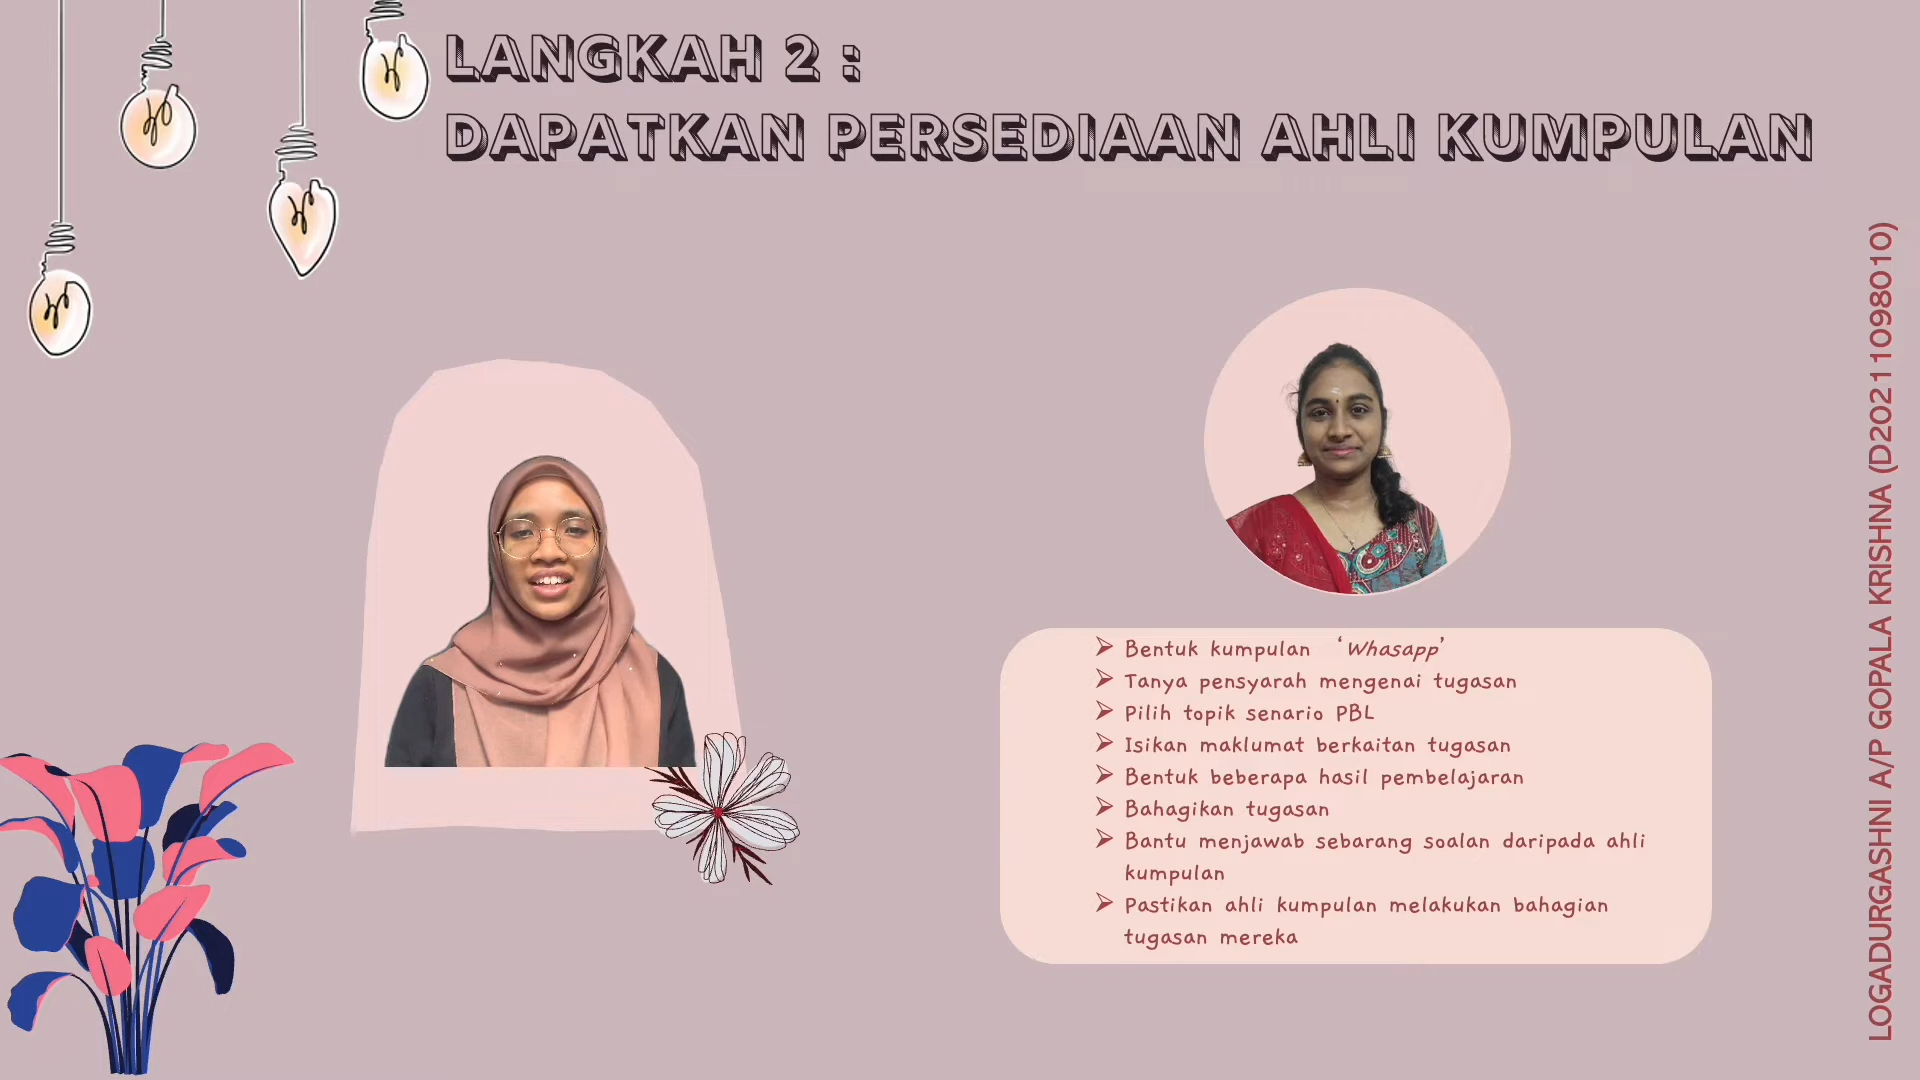 LANGKAH 2 :
DAPATKAN PERSEDIAAN AHLI KUMPULAN
➢ Bentuk kumpulan ‘Whasapp’
➢ Tanya pensyarah mengenai tugasan
➢ Pilih topik senario PBL
➢ Isikan maklumat berkaitan tugasan
➢ Bentuk beberapa hasil pembelajaran
➢ Bahagikan tugasan
➢ Bantu menjawab sebarang soalan daripada ahli
kumpulan
➢ Pastikan ahli kumpulan melakukan bahagian
tugasan mereka
LOGADURGASHNI A/P GOPALA KRISHNA (D20211098010)